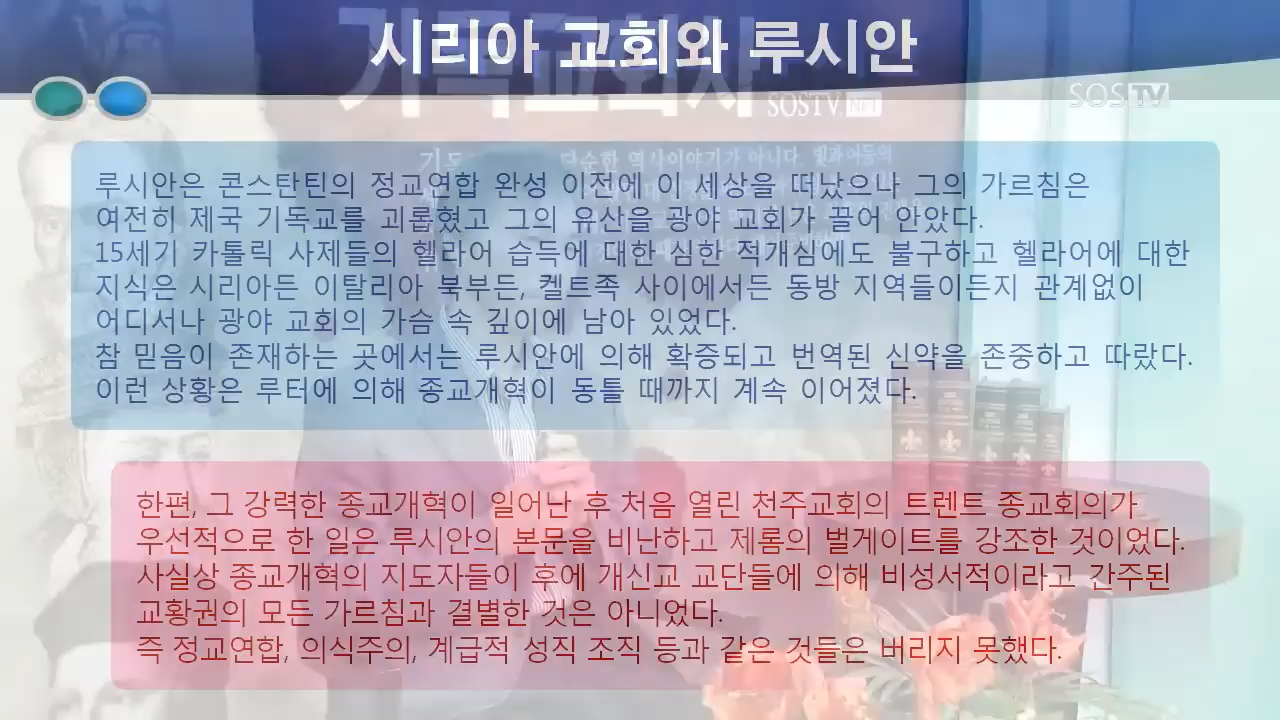 시리아 교회와 루시안
기독교회사
SOSTV NET
SOSTV
루시안은 콘스탄틴의 정교연합 완성 이전에 이 세상을 떠났으나 그의 가르침은
여전히 제국 기독교를 괴롭혔고 그의 유산을 광야 교회가 끌어 안았다.
15세기 카톨릭 사제들의 헬라어 습득에 대한 심한 적개심에도 불구하고 헬라어에 대한
지식은 시리아든 이탈리아 북부든, 켈트족 사이에서든 동방 지역들이든지 관계없이
어디서나 광야 교회의 가슴 속 깊이에 남아 있었다.
참 믿음이 존재하는 곳에서는 루시안에 의해 확증되고 번역된 신약을 존중하고 따랐다.
이런 상황은 루터에 의해 종교개혁이 동틀 때까지 계속 이어졌다.
한편, 그 강력한 종교개혁이 일어난 후 처음 열린 천주교회의 트렌트 종교회의가
우선적으로 한 일은 루시안의 본문을 비난하고 제롬의 벌게이트를 강조한 것이었다.
사실상 종교개혁의 지도자들이 후에 개신교 교단들에 의해 비성서적이라고 간주된
교황권의 모든 가르침과 결별한 것은 아니었다.
즉 정교연합, 의식주의, 계급적 성직 조직 등과 같은 것들은 버리지 못했다.